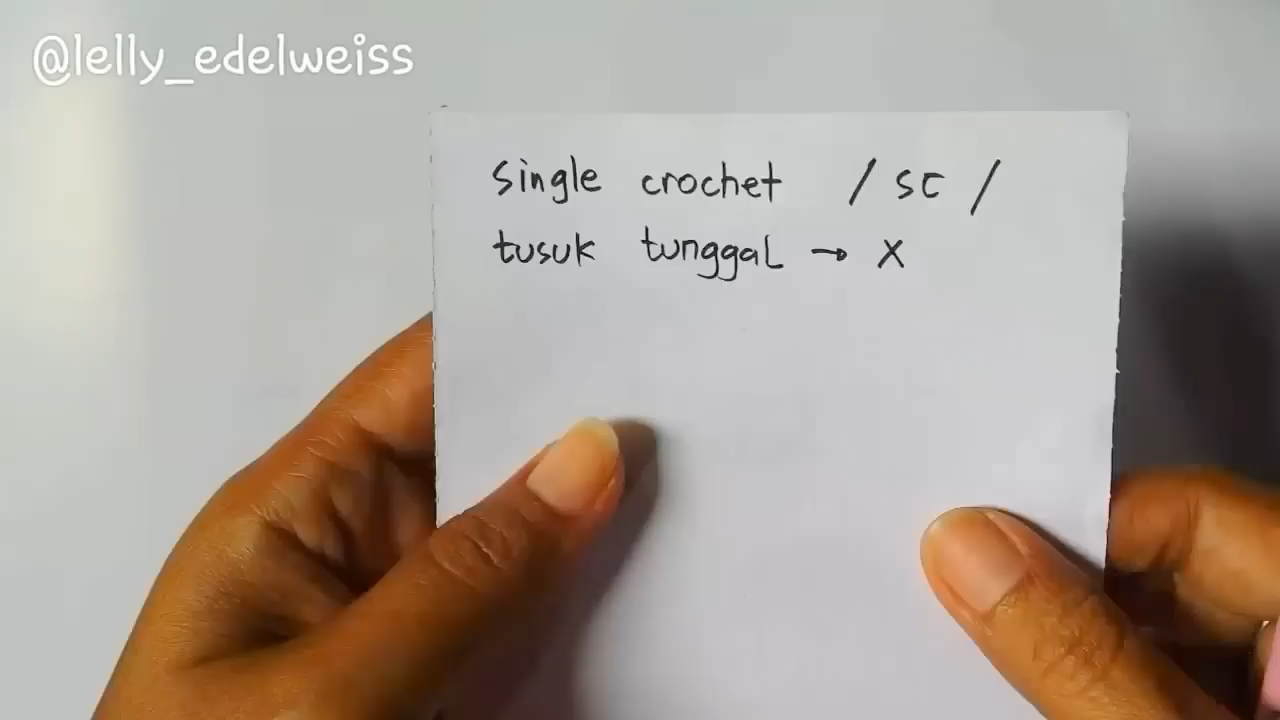 @lelly_edelweiss
single crochet / sc /
tusuk tunggal → x